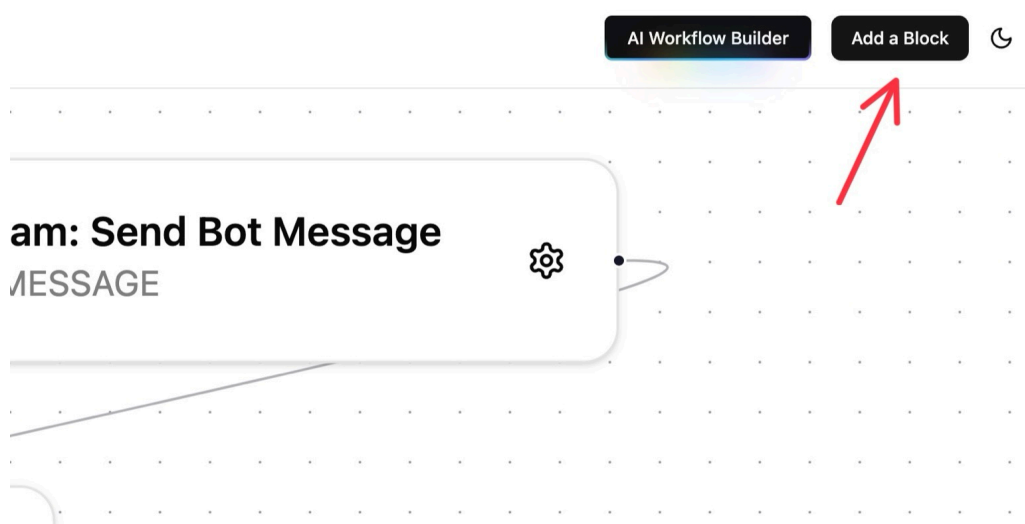 AI Workflow Builder
Add a Block
am: Send Bot Message
MESSAGE